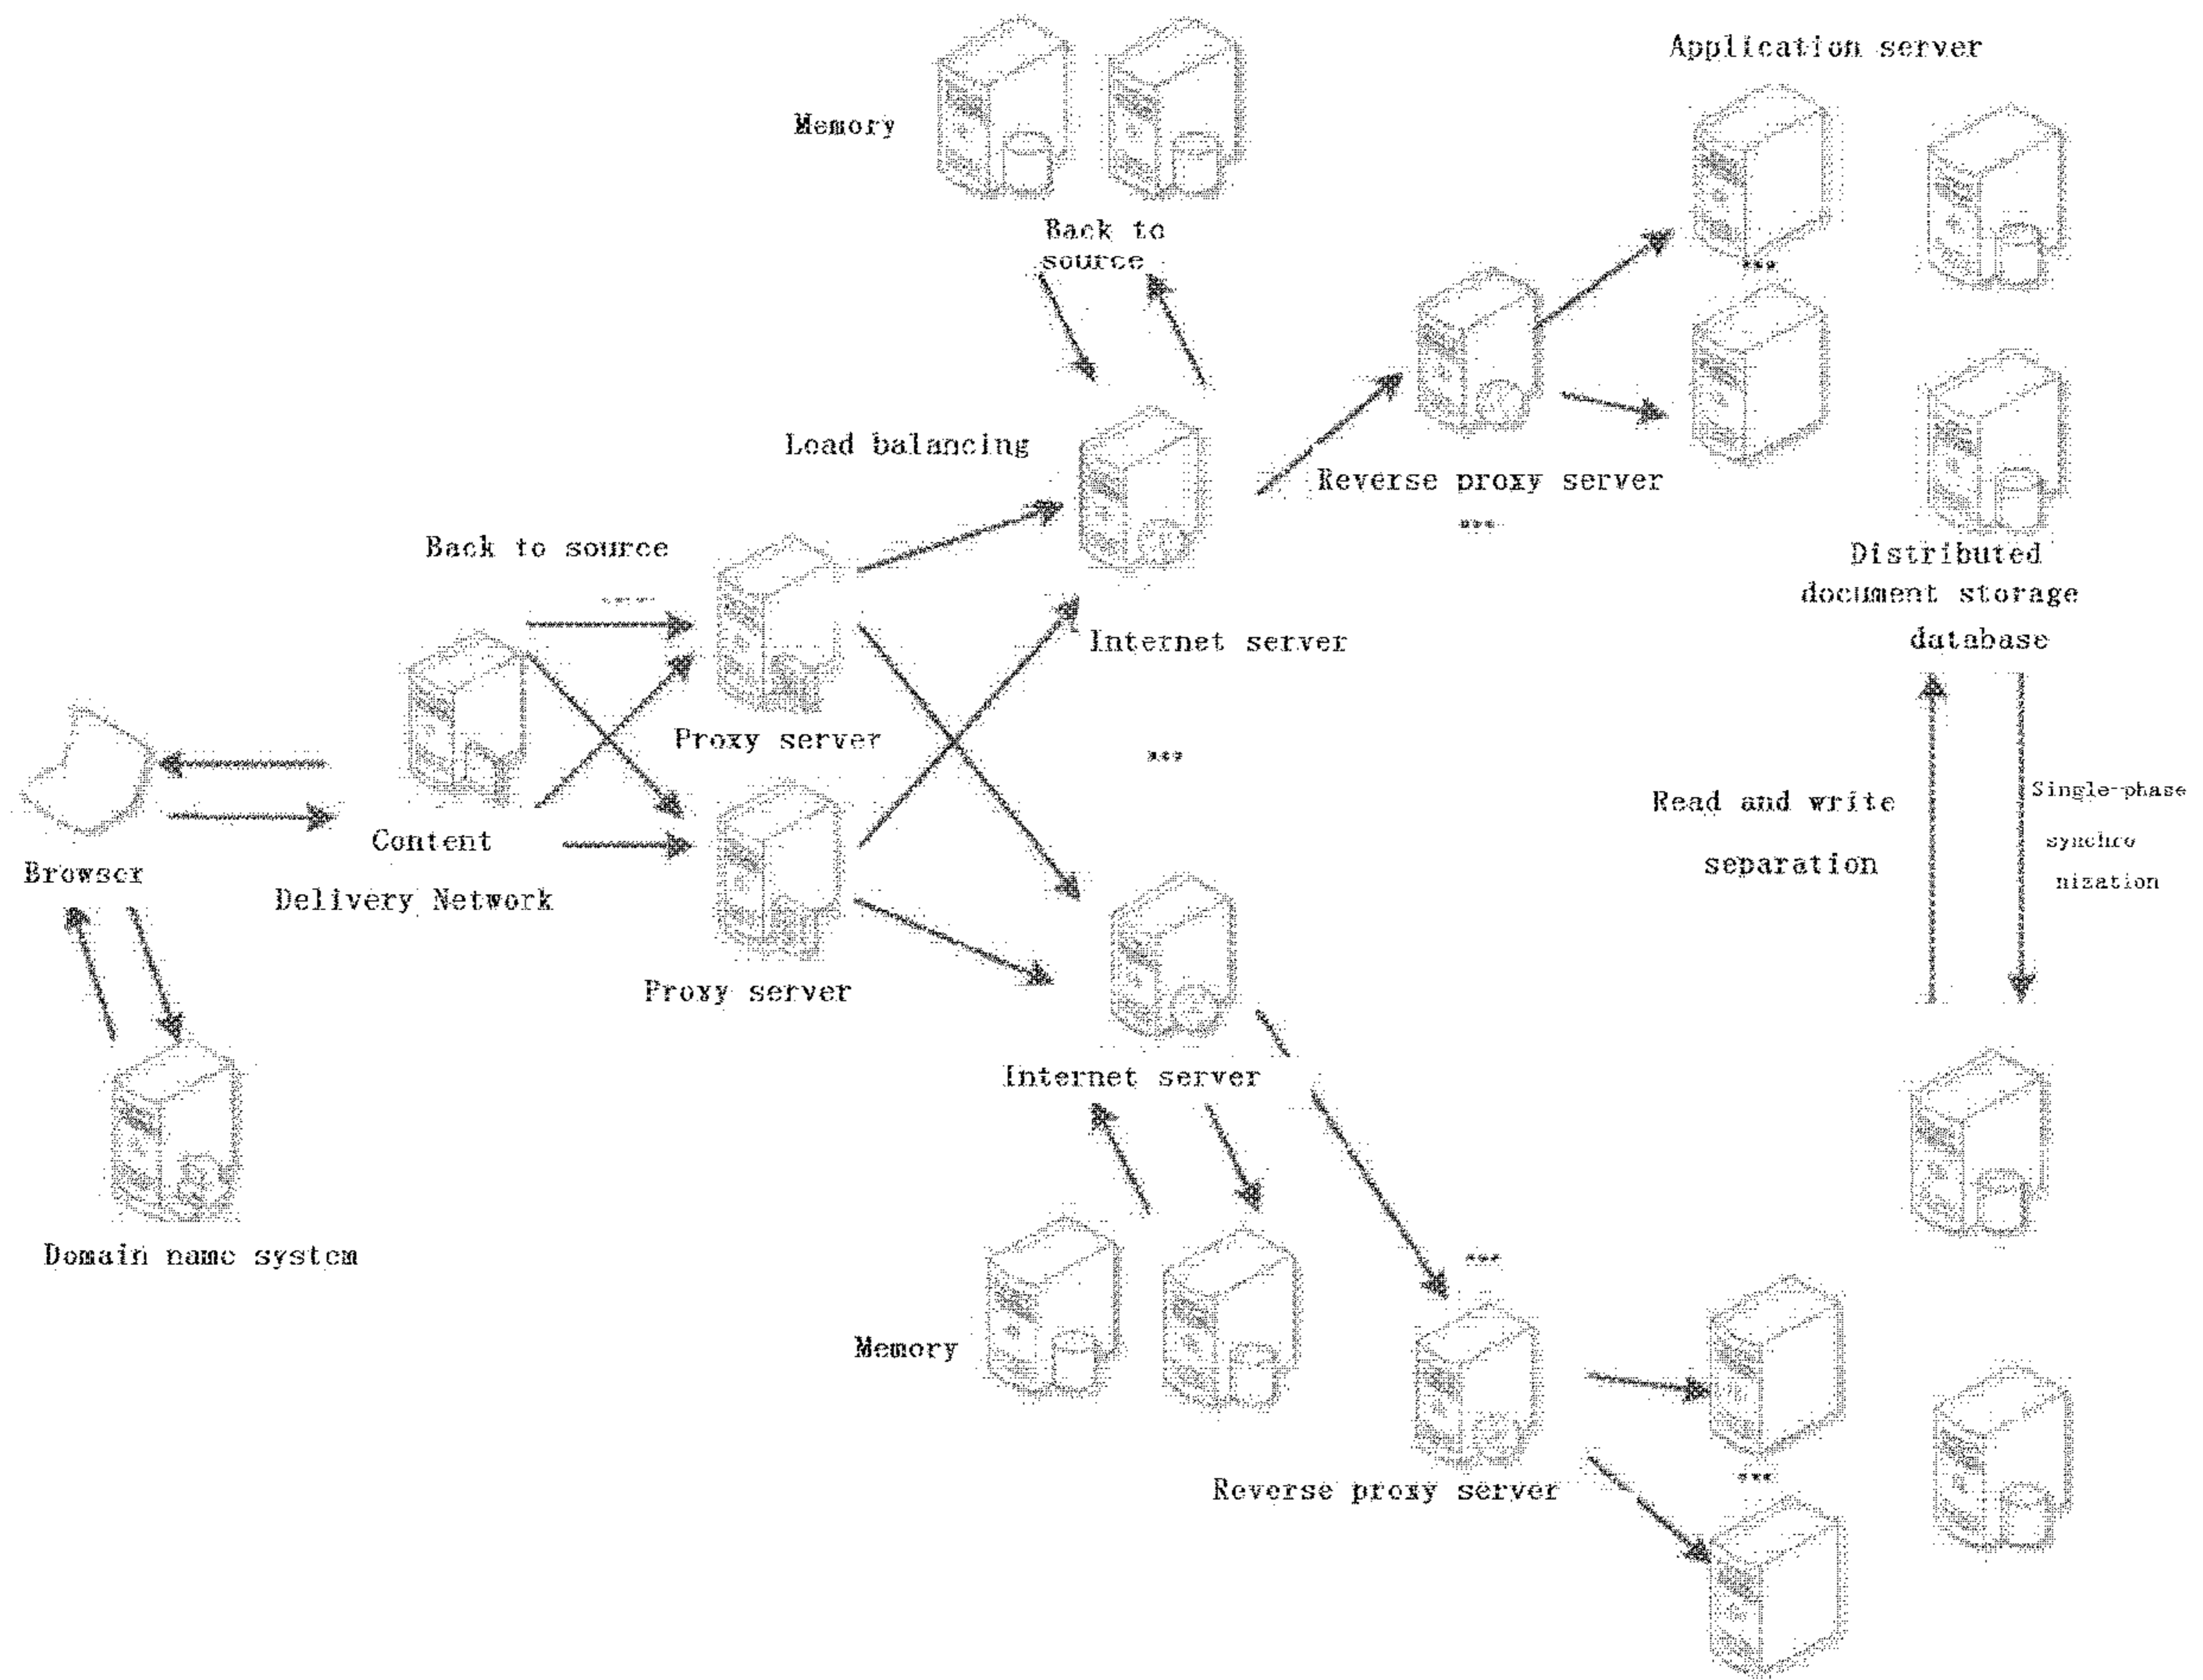 Application server
Memory
Back to
source
Load balancing
Reverse proxy server
...
Back to source
Distributed
document storage
database
Internet server
Proxy server
...
Read and write
separation
Single-phase
synchro
nization
Content
Delivery Network
Browser
Proxy server
Internet server
Domain name system
...
Memory
Reverse proxy server
...